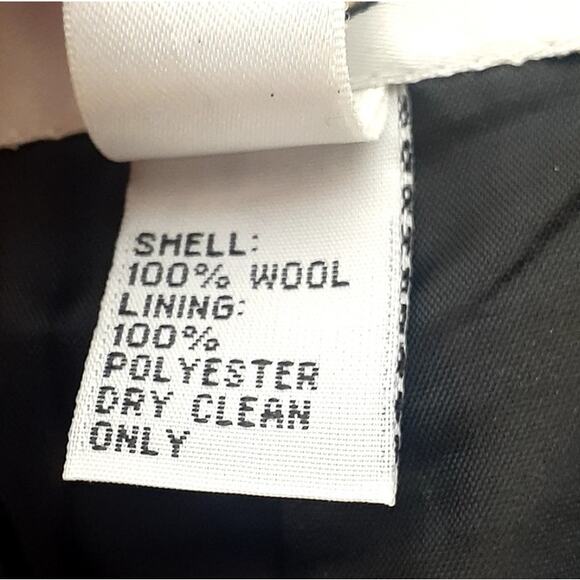 SHELL:
100% WOOL
LINING:
100%
POLYESTER
DRY CLEAN
ONLY